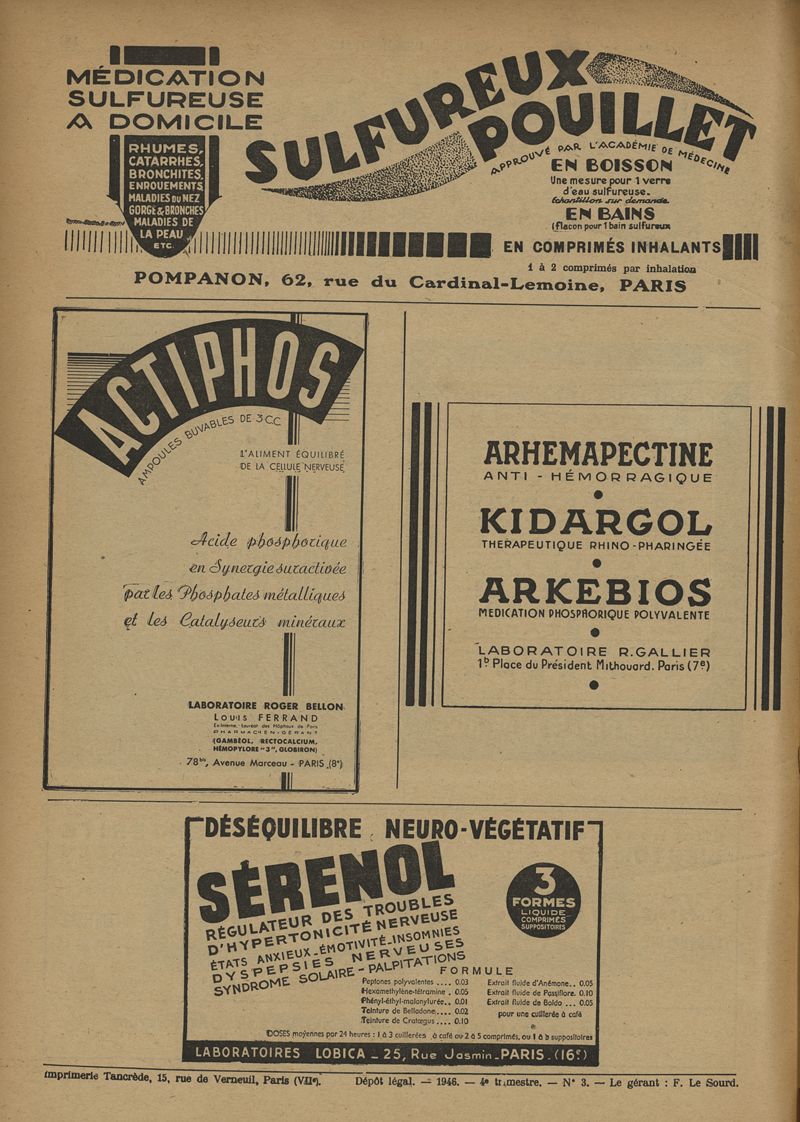 MÉDICATION
SULFUREUSE
A DOMICILE
RHUMES,
CATARRHES,
BRONCHITES,
ENROUEMENTS
MALADIES DU NEZ
GORGE & BRONCHES
MALADIES DE
LA PEAU
ETC.
SULFUREUX
POUILLET
APPROUVÉ PAR L'ACADÉMIE DE MÉDECINE
EN BOISSON
Une mesure pour 1 verre
d'eau sulfureuse.
Échantillon sur demande.
EN BAINS
(flacon pour 1 bain sulfureux
EN COMPRIMÉS INHALANTS
1 à 2 comprimés par inhalation
POMPANON, 62, rue du Cardinal-Lemoine, PARIS
ACTIPHOS
AMPOULES BUVABLES DE 3 CC
L'ALIMENT ÉQUILIBRÉ
DE LA CELLULE NERVEUSE
Acide phosphorique
en Synergie suractivée
par les Phosphates métalliques
et les Catalyseurs minéraux
LABORATOIRE ROGER BELLON
LOUIS FERRAND
Ex-Interne, Lauréat des Hôpitaux de Paris
PHARMACIEN-GÉRANT
(GAMBÉOL, RECTOCALCIUM,
HÉMOPYLORE "3", GLOBIRON)
78bis, Avenue Marceau - PARIS (8e)
ARHEMAPECTINE
ANTI - HÉMORRAGIQUE
KIDARGOL
THERAPEUTIQUE RHINO-PHARINGÉE
ARKEBIOS
MEDICATION PHOSPHORIQUE POLYVALENTE
LABORATOIRE R. GALLIER
1b Place du Président Mithouard. Paris (7e)
DÉSÉQUILIBRE NEURO-VÉGÉTATIF
SÉRENOL
RÉGULATEUR DES TROUBLES
D'HYPERTONICITÉ NERVEUSE
ÉTATS ANXIEUX-ÉMOTIVITÉ-INSOMNIES
DYSPEPSIES NERVEUSES
SYNDROME SOLAIRE - PALPITATIONS
3
FORMES
LIQUIDE
COMPRIMÉS
SUPPOSITOIRES
FORMULE
Peptones polyvalentes .... 0.03
Hexaméthylène-tétramine . 0.05
Phényl-éthyl-malonylurée.. 0.01
Teinture de Belladone.... 0.02
Teinture de Cratægus .... 0.10
Extrait fluide d'Anémone.. 0.05
Extrait fluide de Passiflore. 0.10
Extrait fluide de Boldo ... 0.05
pour une cuillerée à café
DOSES moyennes par 24 heures : 1 à 3 cuillerées à café ou 2 à 5 comprimés, ou 1 à 2 suppositoires
LABORATOIRES LOBICA - 25, Rue Jasmin - PARIS. (16e)
Imprimerie Tancrède, 15, rue de Verneuil, Paris (VIIe). Dépôt légal. — 1946. — 4e trimestre. — N° 3. — Le gérant : F. Le Sourd.